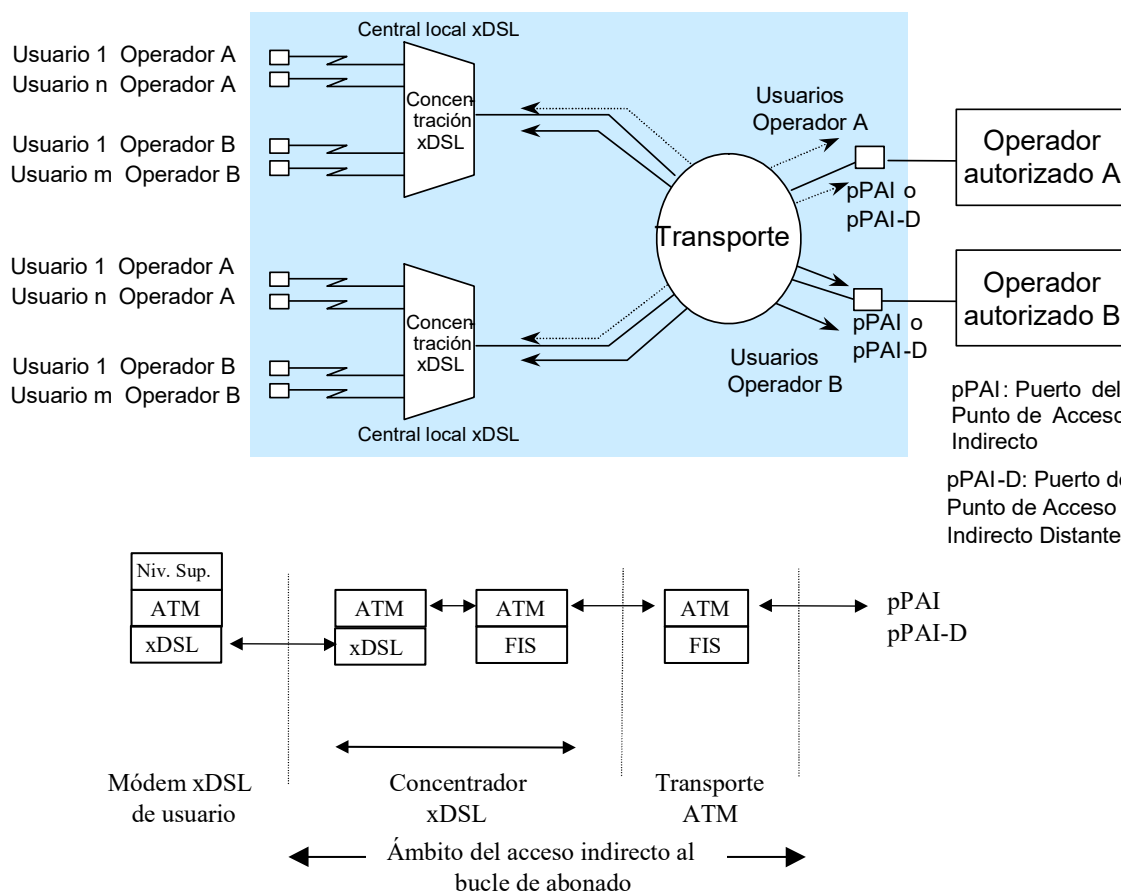 Central local xDSL
Usuario 1 Operador A
Usuario n Operador A
Usuario 1 Operador B
Usuario m Operador B
Concen-
tración
xDSL
Usuarios
Operador A
pPAI o
pPAI-D
Operador
autorizado A
Transporte
Usuario 1 Operador A
Usuario n Operador A
Usuario 1 Operador B
Usuario m Operador B
Concen-
tración
xDSL
Central local xDSL
Usuarios
Operador B
pPAI o
pPAI-D
Operador
autorizado B
pPAI: Puerto del
Punto de Acceso
Indirecto
pPAI-D: Puerto de
Punto de Acceso
Indirecto Distante
Niv. Sup.
ATM ATM ATM ATM pPAI
xDSL xDSL FIS FIS pPAI-D
Módem xDSL
de usuario
Concentrador
xDSL
Transporte
ATM
Ámbito del acceso indirecto al
bucle de abonado